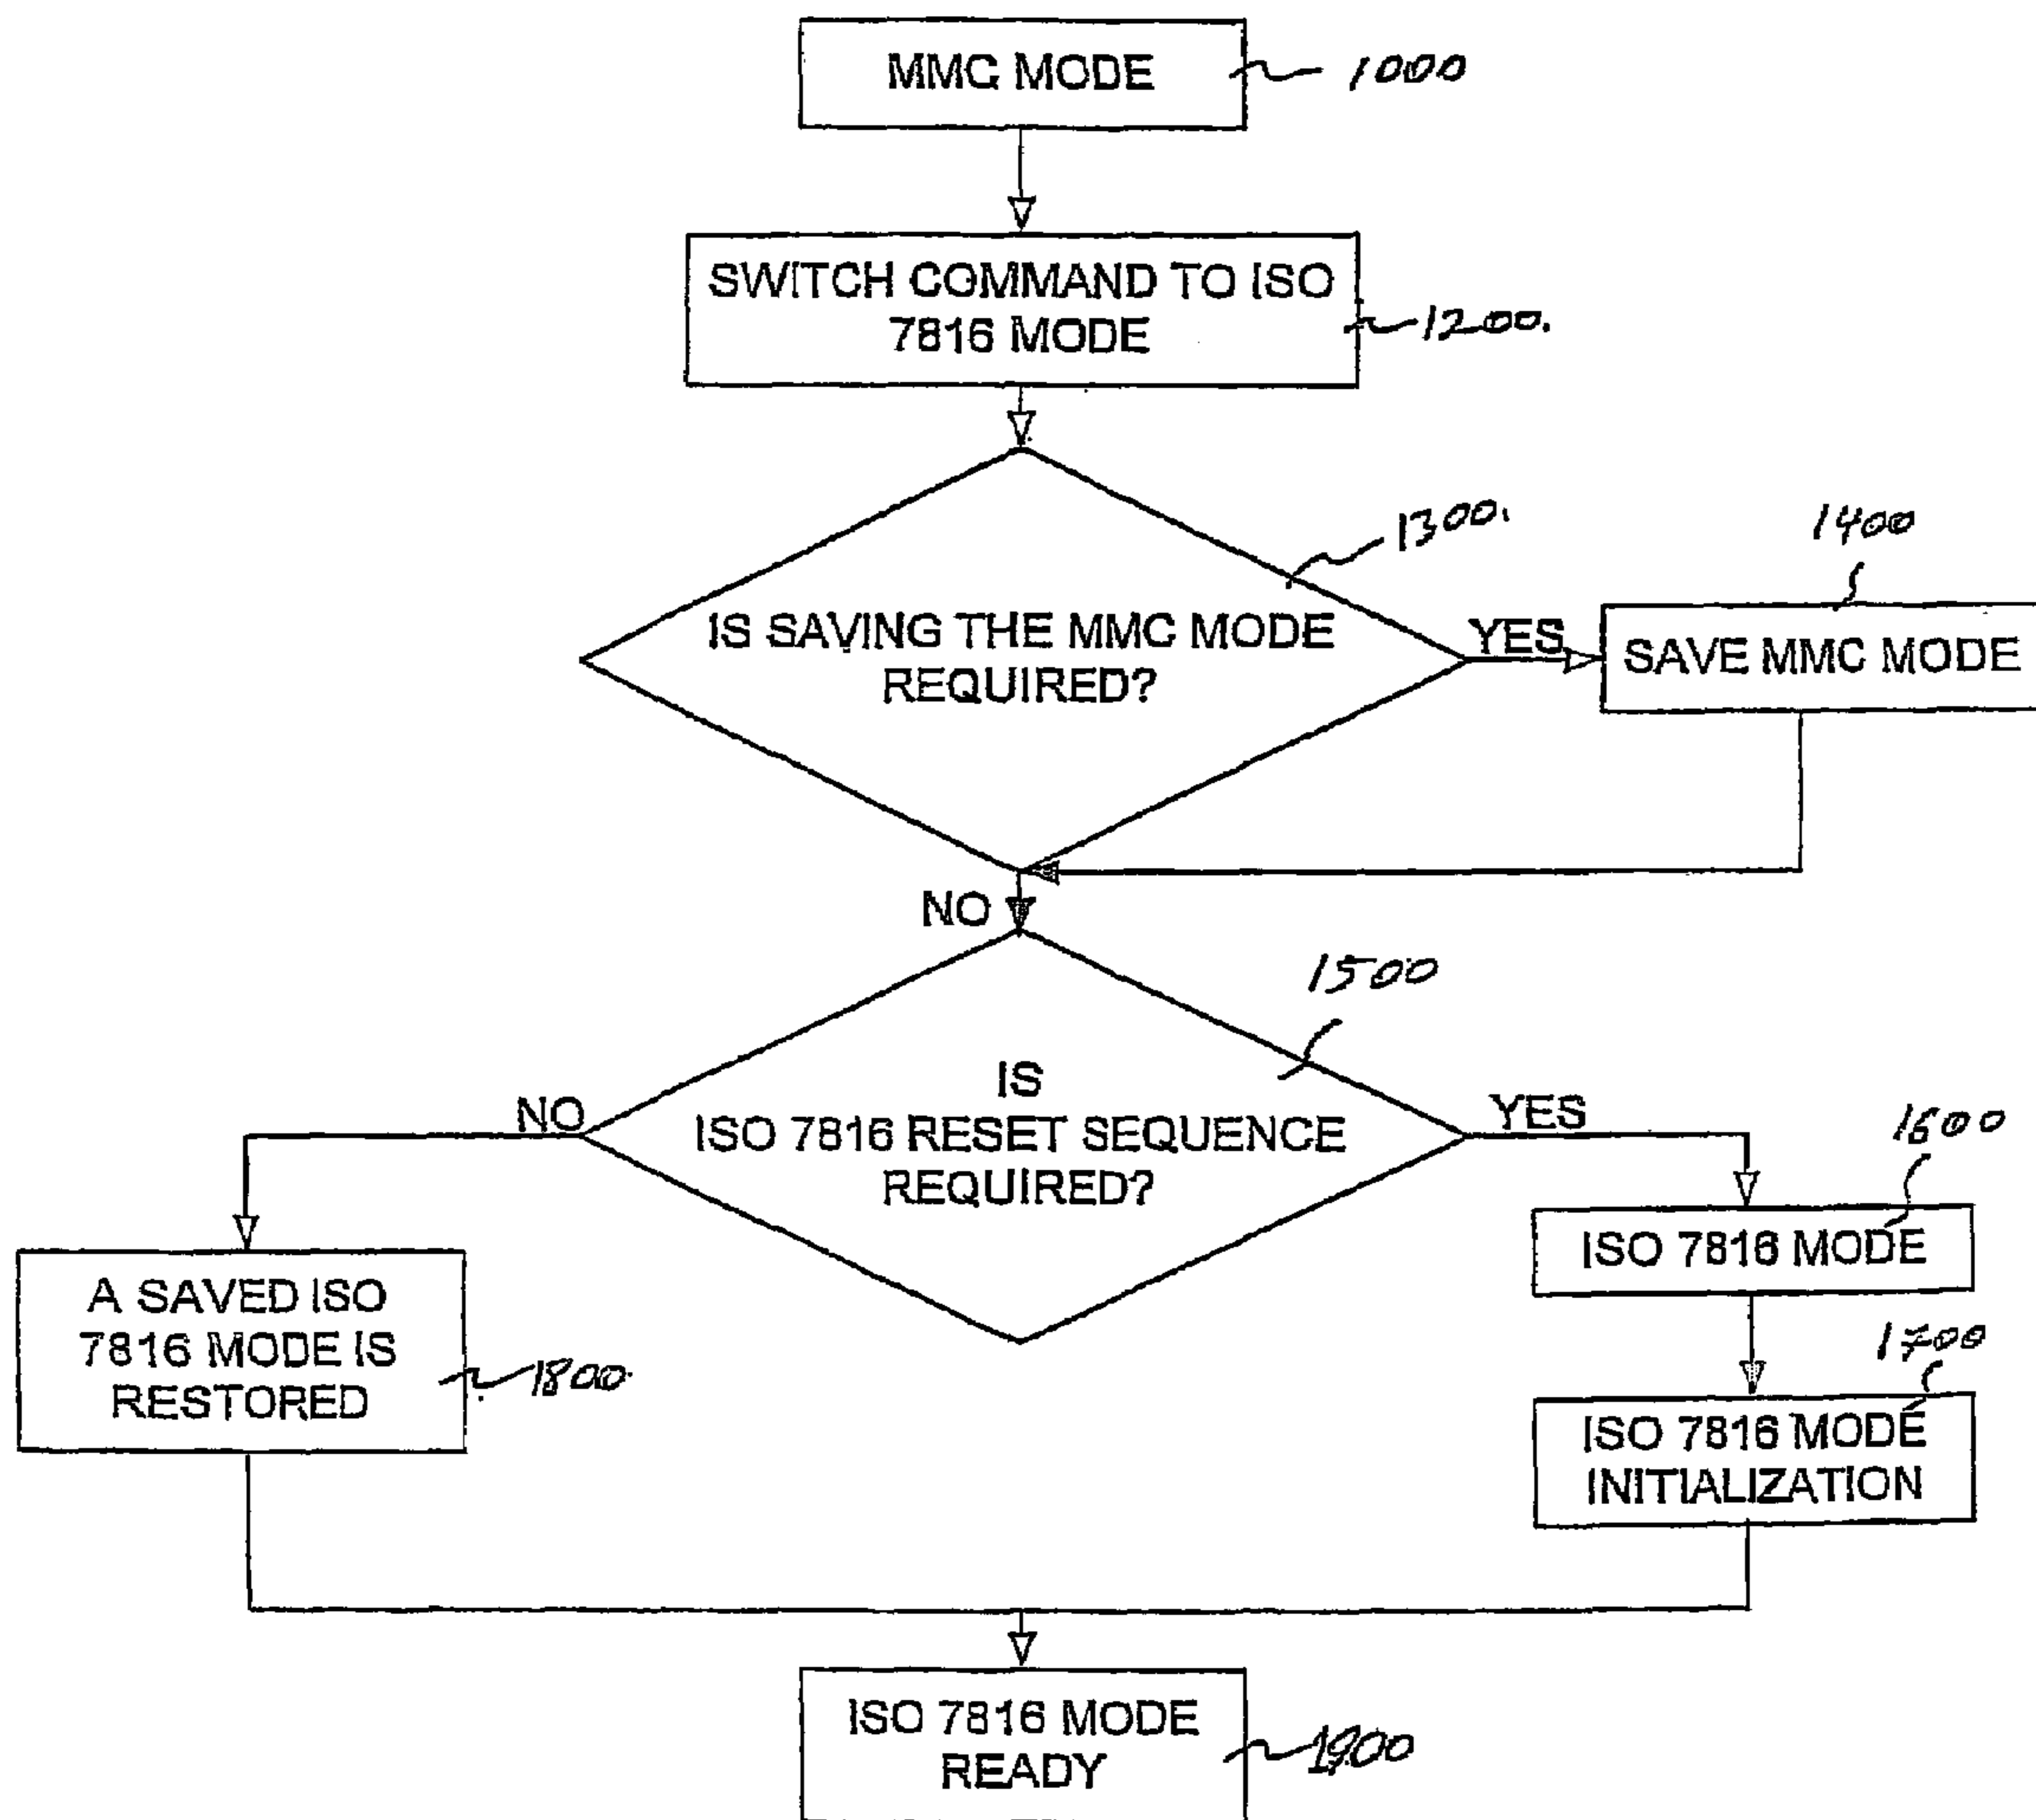 MMC MODE
1000
SWITCH COMMAND TO ISO
7816 MODE
1200.
1300.
IS SAVING THE MMC MODE
REQUIRED?
YES
1400
SAVE MMC MODE
NO
1500
IS
ISO 7816 RESET SEQUENCE
REQUIRED?
NO
YES
1600
ISO 7816 MODE
A SAVED ISO
7816 MODE IS
RESTORED
1800.
1700
ISO 7816 MODE
INITIALIZATION
ISO 7816 MODE
READY
1900